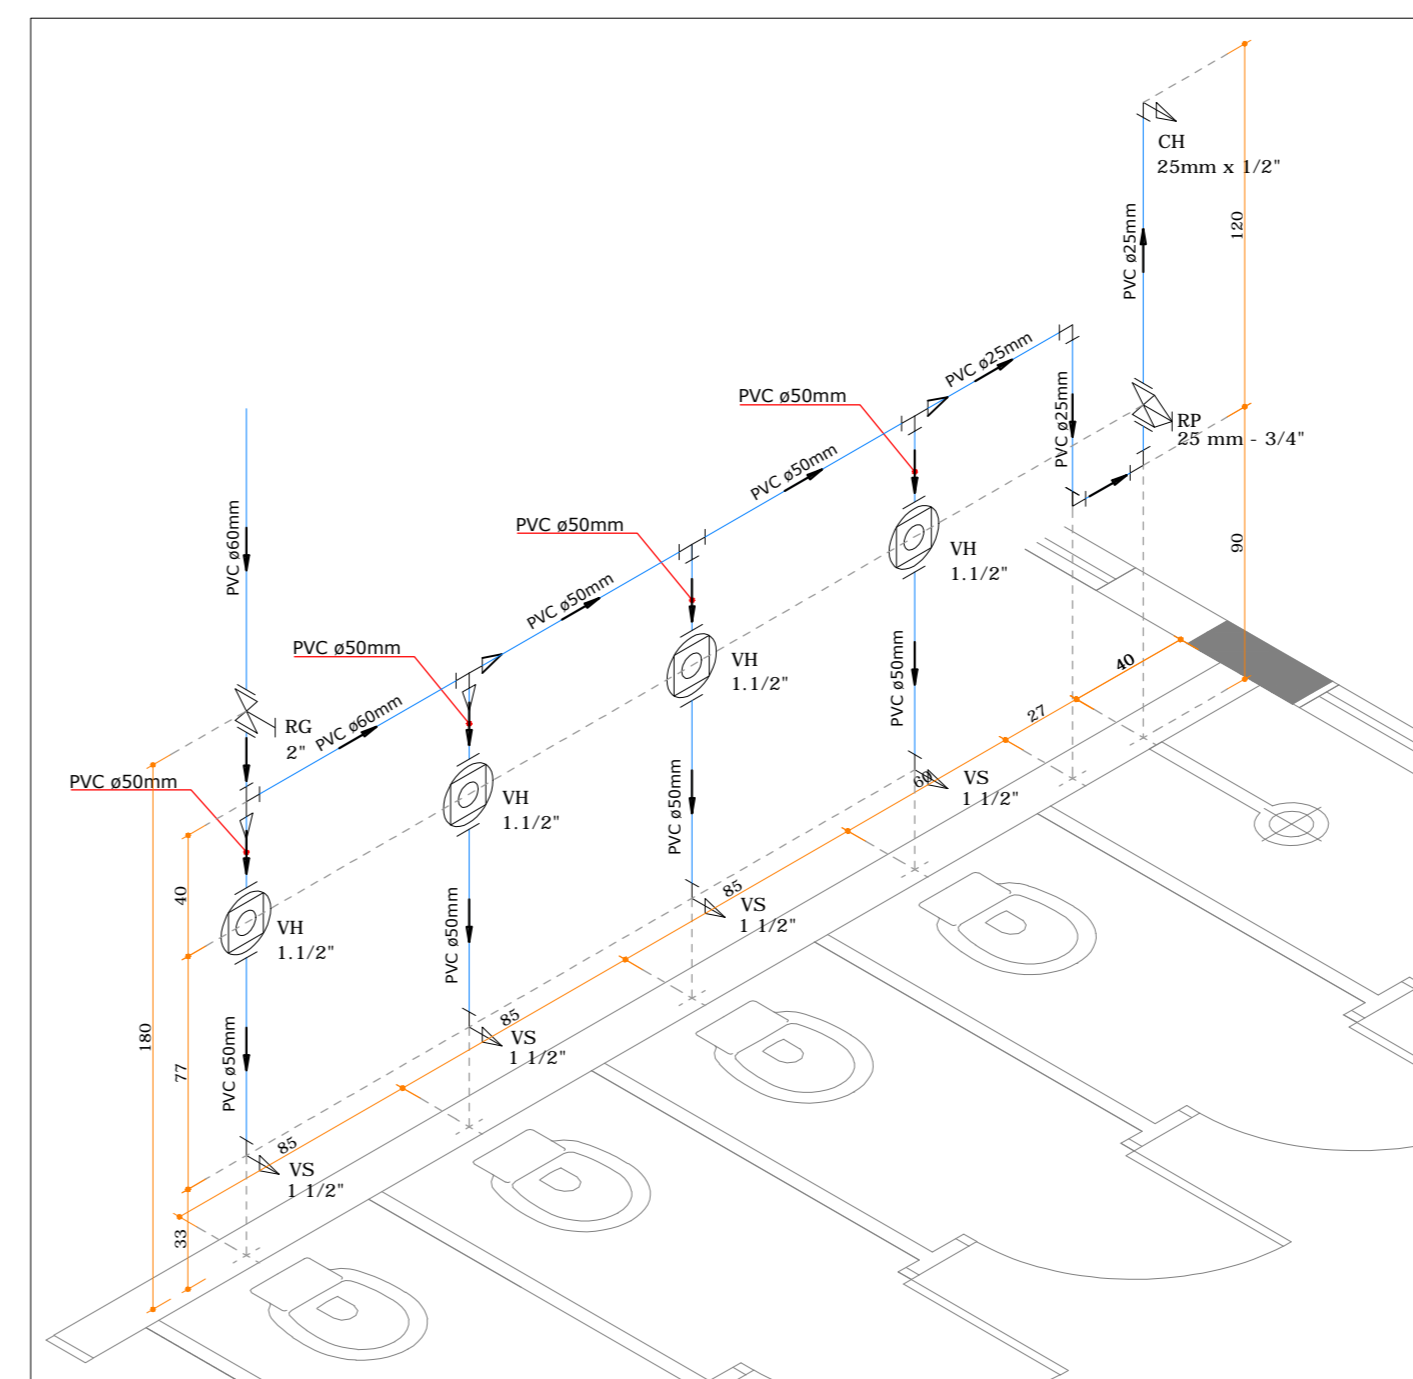 CH
25mm x 1/2"
120
PVC ø25mm
PVC ø25mm
PVC ø25mm
PVC ø50mm
RP
25 mm - 3/4"
PVC ø50mm
PVC ø50mm
VH
1.1/2"
90
PVC ø60mm
PVC ø50mm
PVC ø50mm
VH
1.1/2"
PVC ø50mm
40
27
RG
2"
PVC ø60mm
PVC ø50mm
VH
1.1/2"
PVC ø50mm
60
VS
1 1/2"
40
VH
1.1/2"
PVC ø50mm
85
VS
1 1/2"
180
77
PVC ø50mm
85
VS
1 1/2"
85
VS
1 1/2"
33